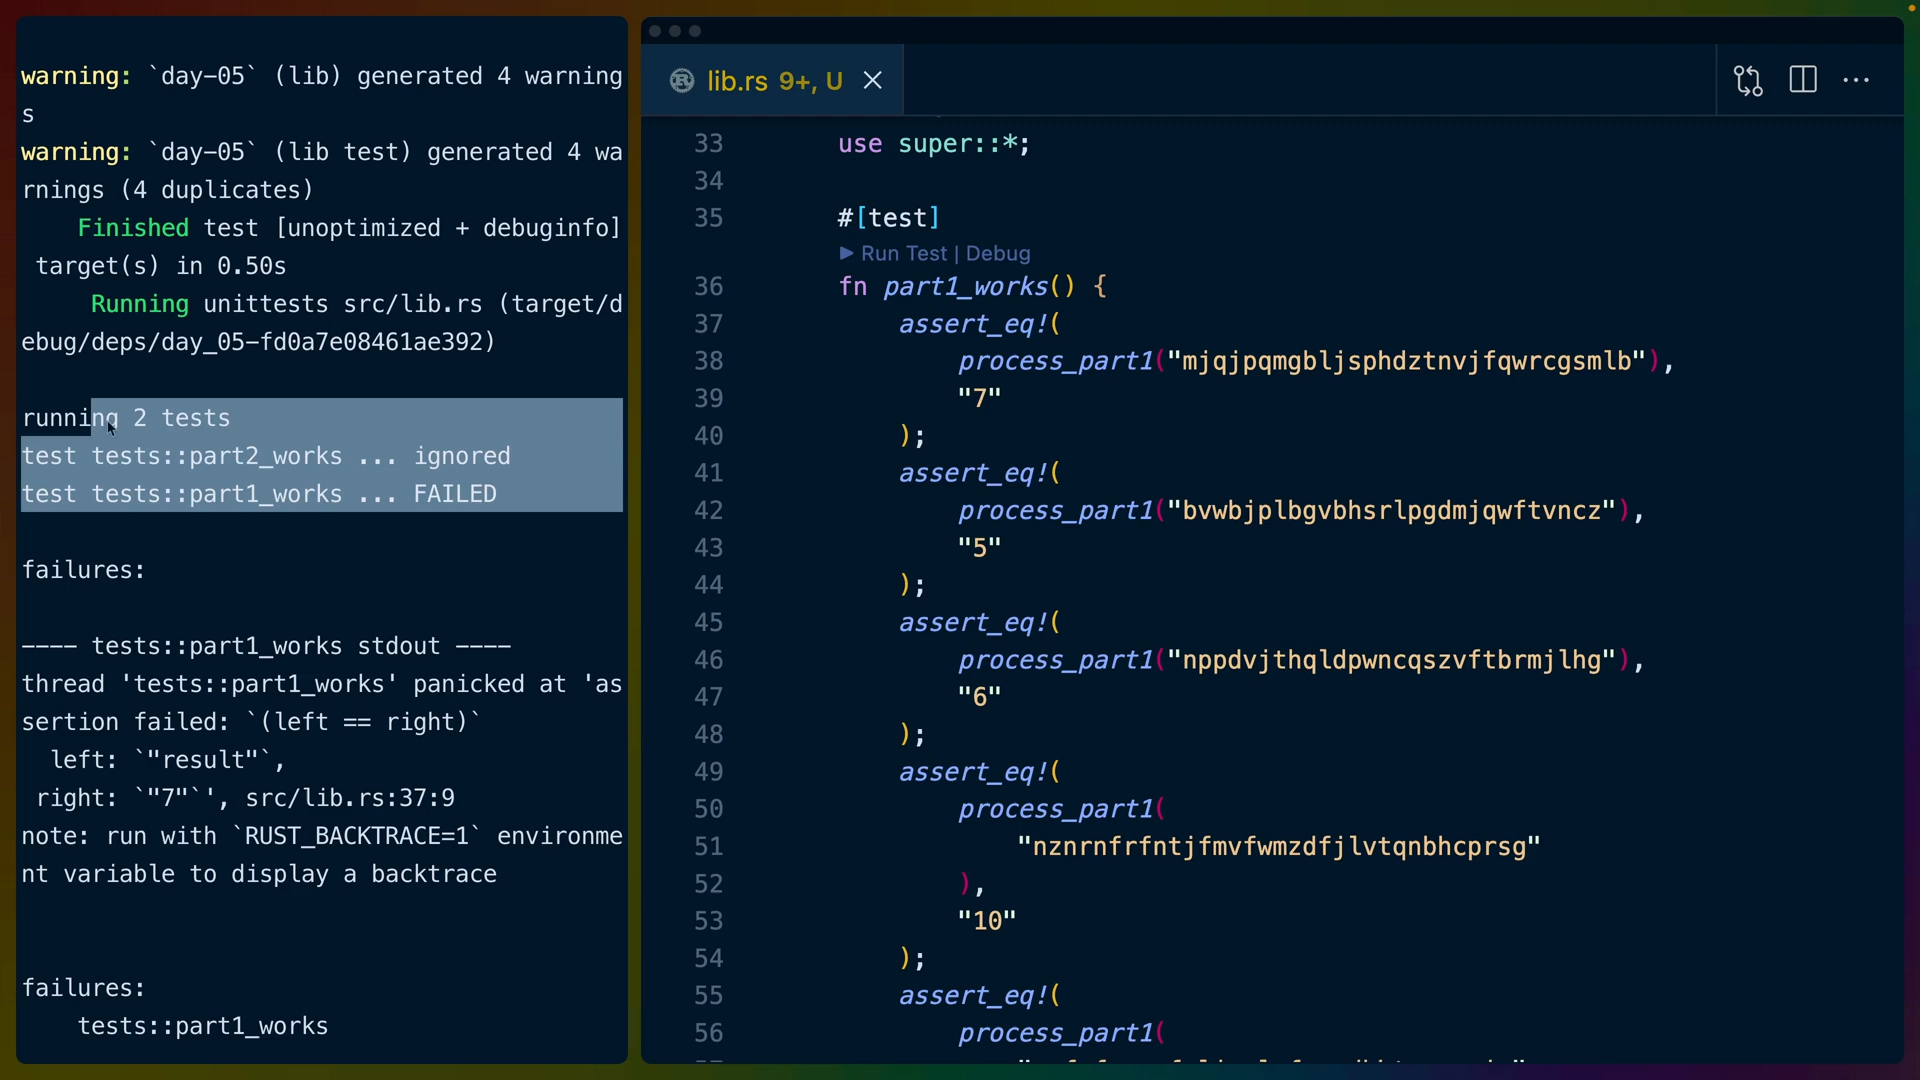 warning: `day-05` (lib) generated 4 warning
s
warning: `day-05` (lib test) generated 4 wa
rnings (4 duplicates)
    Finished test [unoptimized + debuginfo]
 target(s) in 0.50s
     Running unittests src/lib.rs (target/d
ebug/deps/day_05-fd0a7e08461ae392)
running 2 tests
test tests::part2_works ... ignored
test tests::part1_works ... FAILED
failures:
---- tests::part1_works stdout ----
thread 'tests::part1_works' panicked at 'as
sertion failed: `(left == right)`
  left: `"result"`,
 right: `"7"`', src/lib.rs:37:9
note: run with `RUST_BACKTRACE=1` environme
nt variable to display a backtrace
failures:
    tests::part1_works
lib.rs 9+, U
33 use super::*;
34
35 #[test]
Run Test | Debug
36 fn part1_works() {
37     assert_eq!(
38         process_part1("mjqjpqmgbljsphdztnvjfqwrcgsmlb"),
39         "7"
40     );
41     assert_eq!(
42         process_part1("bvwbjplbgvbhsrlpgdmjqwftvncz"),
43         "5"
44     );
45     assert_eq!(
46         process_part1("nppdvjthqldpwncqszvftbrmjlhg"),
47         "6"
48     );
49     assert_eq!(
50         process_part1(
51             "nznrnfrfntjfmvfwmzdfjlvtqnbhcprsg"
52         ),
53         "10"
54     );
55     assert_eq!(
56         process_part1(